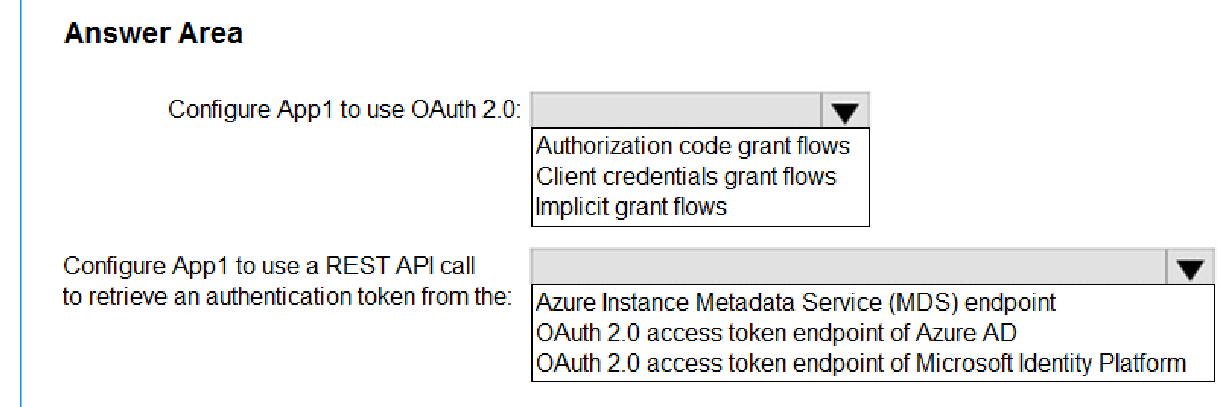 Answer Area
Configure App1 to use OAuth 2.0:
Authorization code grant flows
Client credentials grant flows
Implicit grant flows
Configure App1 to use a REST API call
to retrieve an authentication token from the:
Azure Instance Metadata Service (MDS) endpoint
OAuth 2.0 access token endpoint of Azure AD
OAuth 2.0 access token endpoint of Microsoft Identity Platform